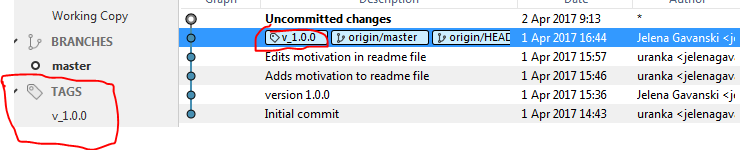 Graph Description Date Author
Working Copy
BRANCHES
master
TAGS
v_1.0.0
Uncommitted changes 2 Apr 2017 9:13 *
v_1.0.0 origin/master origin/HEAD 1 Apr 2017 16:44 Jelena Gavanski <je
Edits motivation in readme file 1 Apr 2017 15:57 uranka <jelenagava
Adds motivation to readme file 1 Apr 2017 15:46 uranka <jelenagava
version 1.0.0 1 Apr 2017 15:36 Jelena Gavanski <je
Initial commit 1 Apr 2017 14:43 uranka <jelenagava